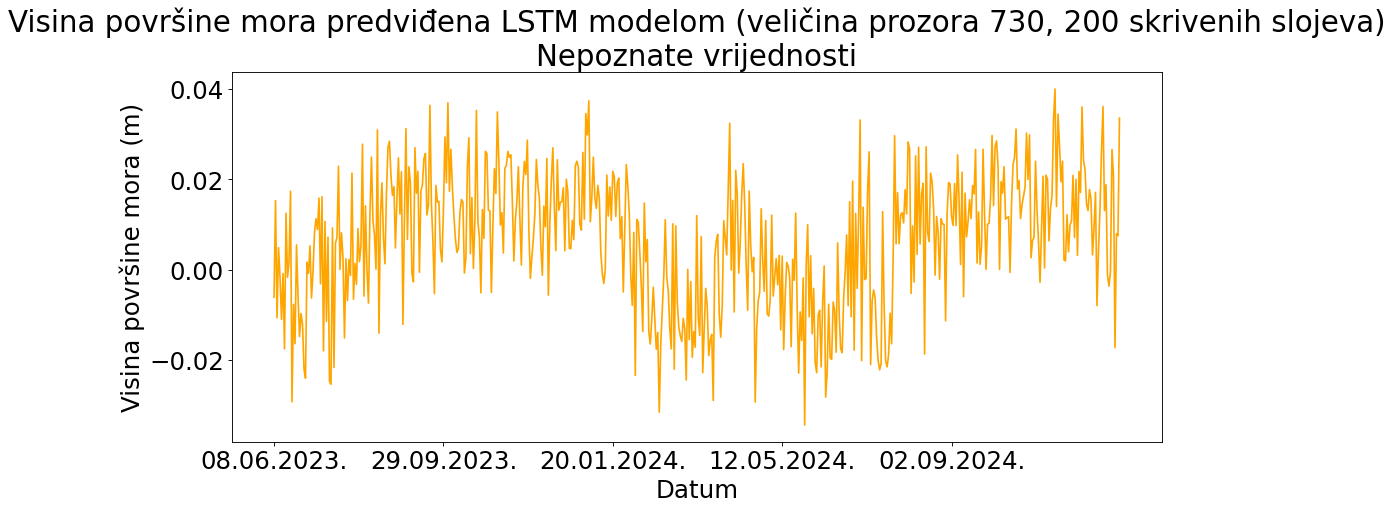 Visina površine mora predviđena LSTM modelom (veličina prozora 730, 200 skrivenih slojeva)
Nepoznate vrijednosti
Visina površine mora (m)
0.04
0.02
0.00
−0.02
08.06.2023. 29.09.2023. 20.01.2024. 12.05.2024. 02.09.2024.
Datum